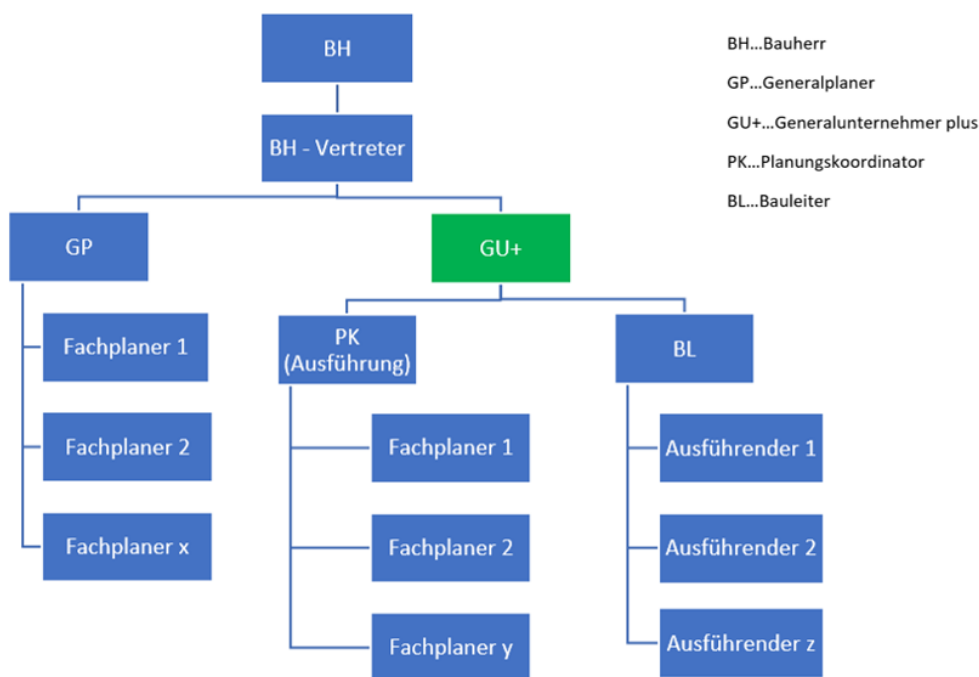 BH
BH - Vertreter
GP
GU+
Fachplaner 1
Fachplaner 2
Fachplaner x
PK
(Ausführung)
Fachplaner 1
Fachplaner 2
Fachplaner y
BL
Ausführender 1
Ausführender 2
Ausführender z
BH...Bauherr
GP...Generalplaner
GU+...Generalunternehmer plus
PK...Planungskoordinator
BL...Bauleiter